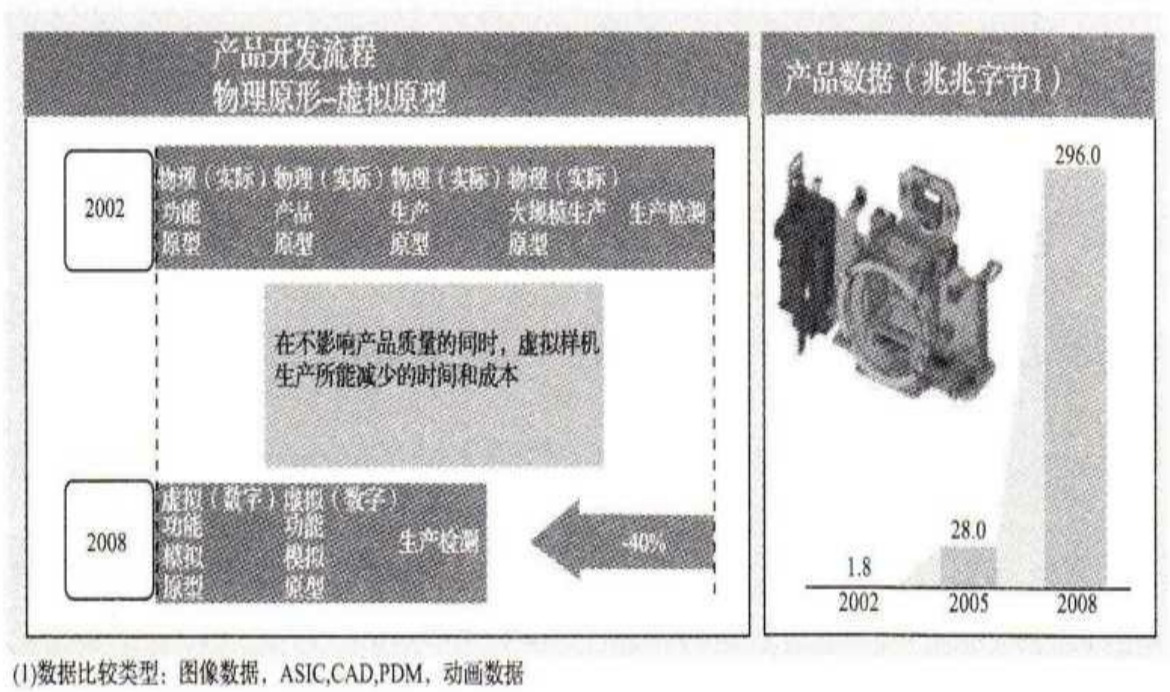 产品开发流程
物理原形–虚拟原型
2002
物理（实际）物理（实际）物理（实际）物理（实际）
功能 产品 生产 大规模生产 生产检测
原型 原型 原型 原型
在不影响产品质量的同时，虚拟样机
生产所能减少的时间和成本
2008
虚拟（数字）虚拟（数字）
功能 功能 生产检测
模拟 模拟
原型 原型
-40%
产品数据（兆兆字节1）
296.0
28.0
1.8
2002 2005 2008
(1)数据比较类型：图像数据，ASIC,CAD,PDM，动画数据